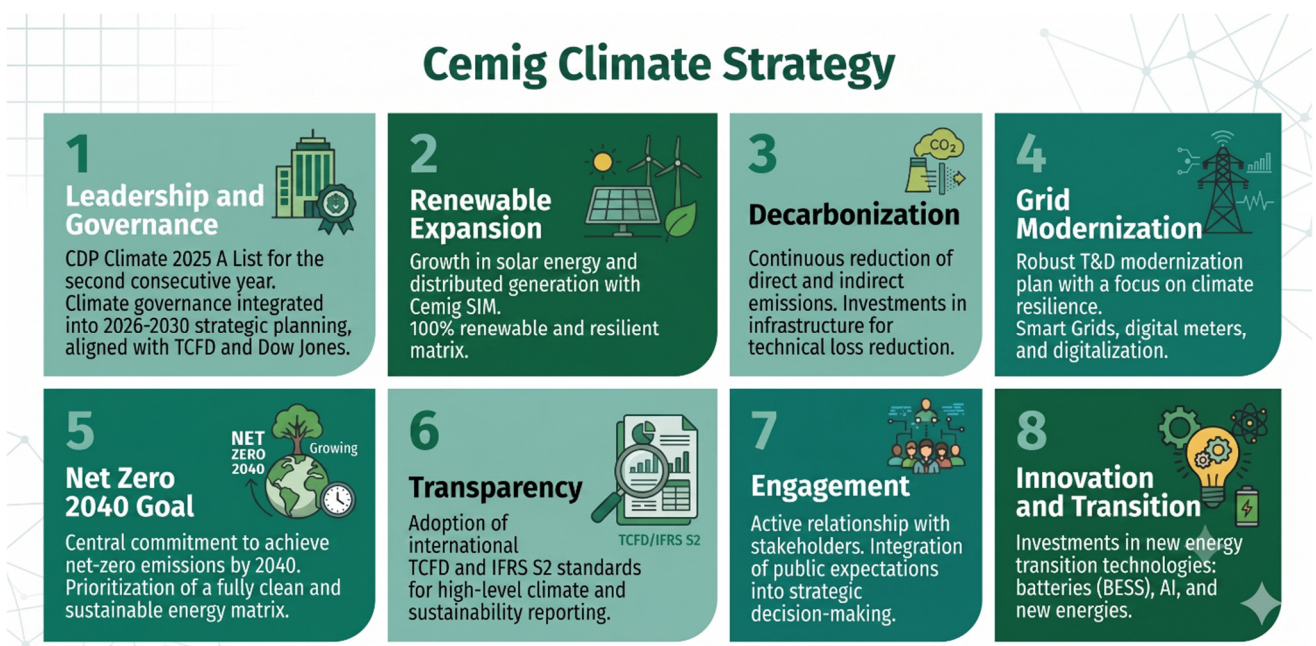 Cemig Climate Strategy
1
Leadership and
Governance
CDP Climate 2025 A List for the
second consecutive year.
Climate governance integrated
into 2026-2030 strategic planning,
aligned with TCFD and Dow Jones.
2
Renewable
Expansion
Growth in solar energy and
distributed generation with
Cemig SIM.
100% renewable and resilient
matrix.
3
CO₂
Decarbonization
Continuous reduction of
direct and indirect
emissions. Investments in
infrastructure for
technical loss reduction.
4
Grid
Modernization
Robust T&D modernization
plan with a focus on climate
resilience.
Smart Grids, digital meters,
and digitalization.
5
NET
ZERO
2040
Growing
Net Zero
2040 Goal
Central commitment to achieve
net-zero emissions by 2040.
Prioritization of a fully clean and
sustainable energy matrix.
6
Transparency
TCFD/IFRS S2
Adoption of
international
TCFD and IFRS S2 standards
for high-level climate and
sustainability reporting.
7
Engagement
Active relationship with
stakeholders. Integration
of public expectations
into strategic
decision-making.
8
Innovation
and Transition
Investments in new energy
transition technologies:
batteries (BESS), AI, and
new energies.